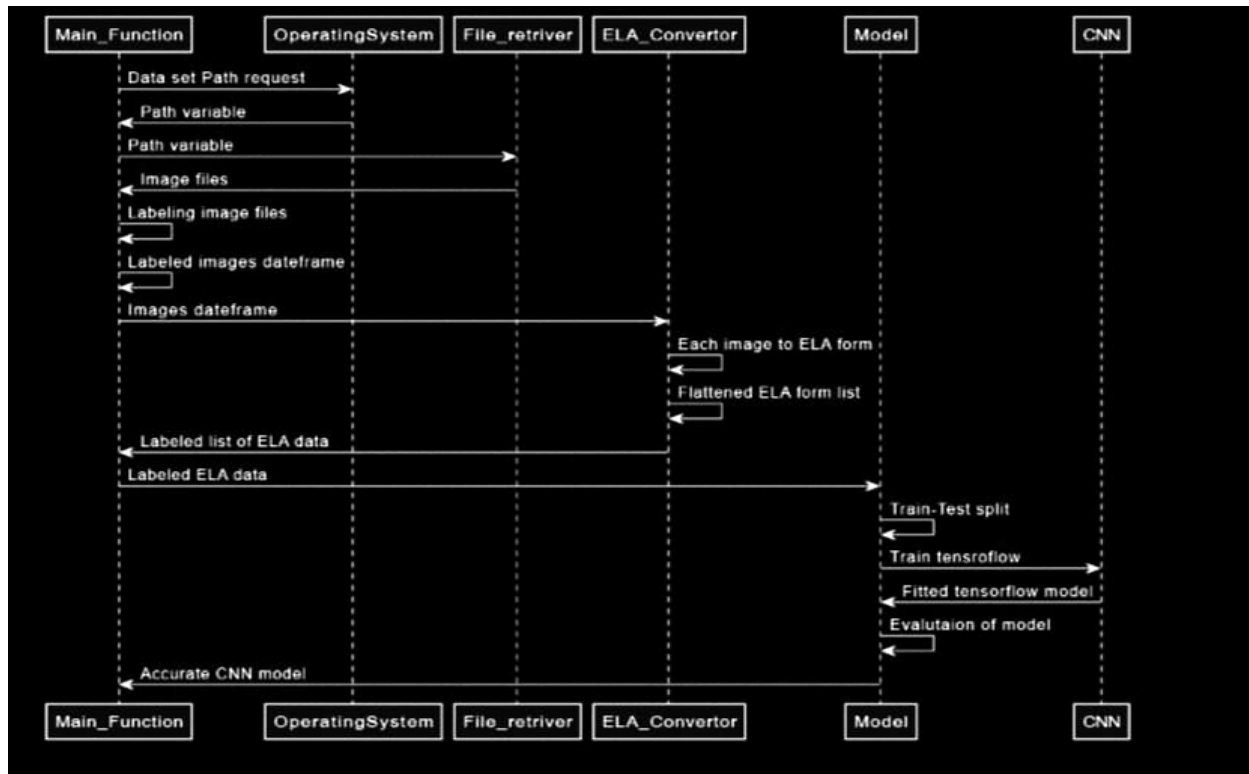 Main_Function OperatingSystem File_retriver ELA_Convertor Model CNN
Data set Path request
Path variable
Path variable
Image files
Labeling image files
Labeled images dateframe
Images dateframe
Each image to ELA form
Flattened ELA form list
Labeled list of ELA data
Labeled ELA data
Train-Test split
Train tensroflow
Fitted tensorflow model
Evalutaion of model
Accurate CNN model
Main_Function OperatingSystem File_retriver ELA_Convertor Model CNN